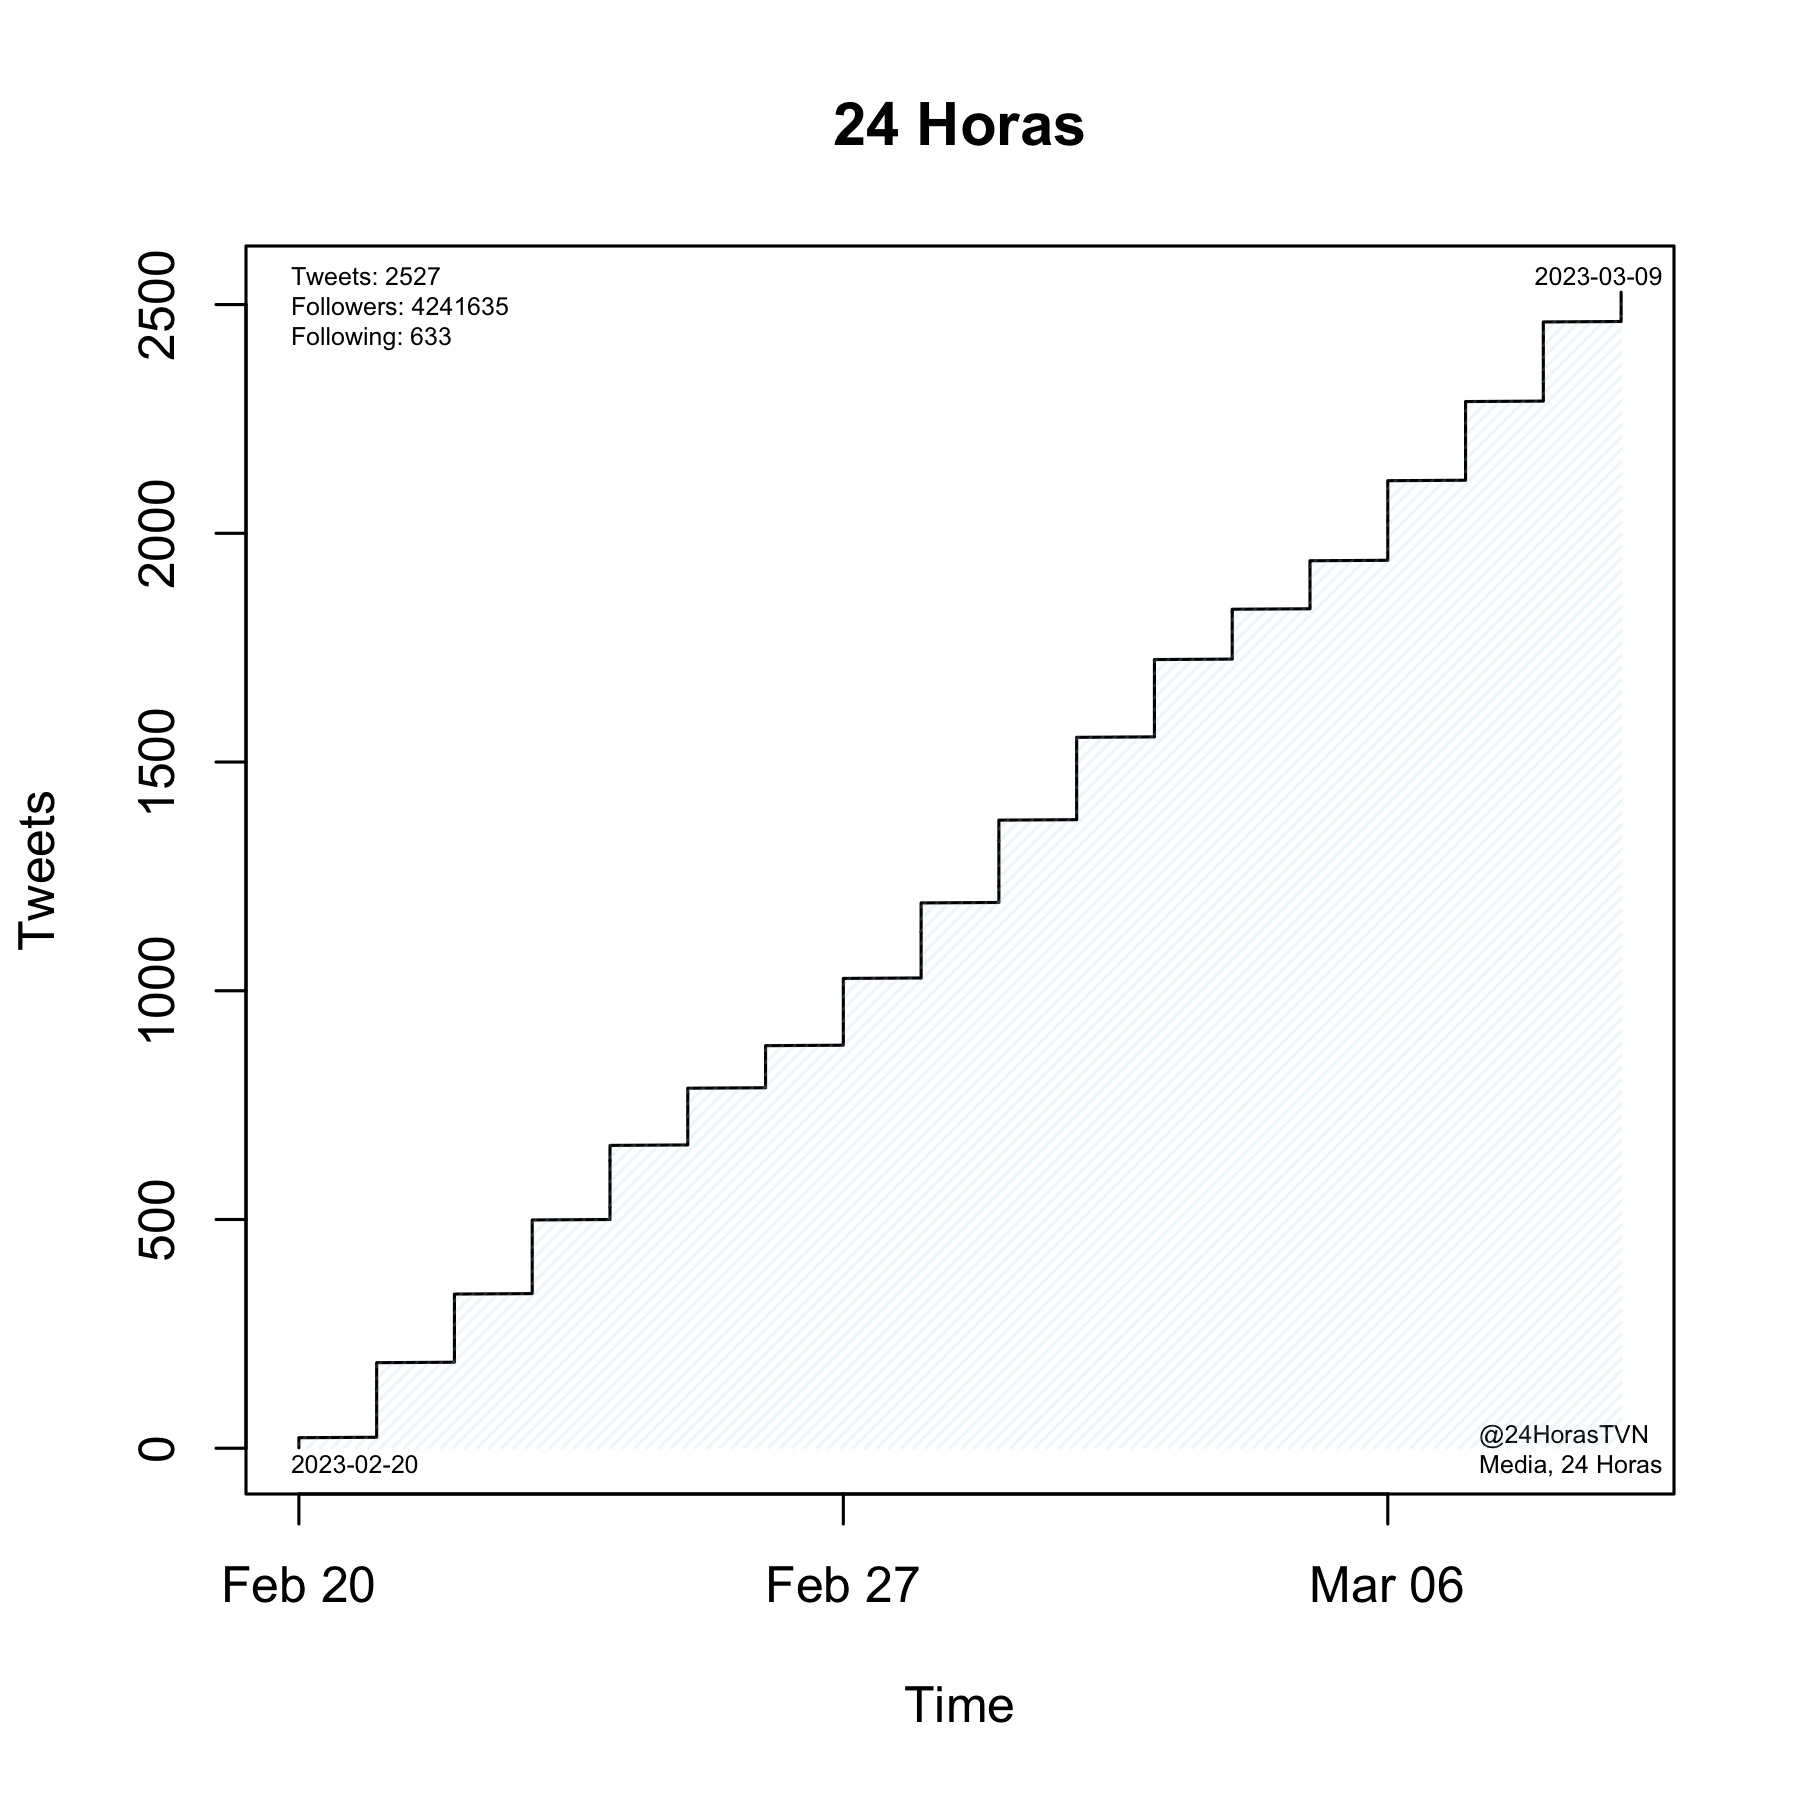 24 Horas
Tweets: 2527
Followers: 4241635
Following: 633
2023-03-09
2500
2000
1500
1000
500
0
Tweets
2023-02-20
@24HorasTVN
Media, 24 Horas
Feb 20
Feb 27
Mar 06
Time